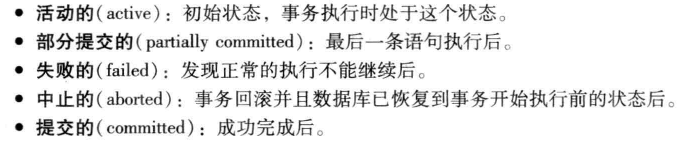 • 活动的(active)：初始状态，事务执行时处于这个状态。
• 部分提交的(partially committed)：最后一条语句执行后。
• 失败的(failed)：发现正常的执行不能继续后。
• 中止的(aborted)：事务回滚并且数据库已恢复到事务开始执行前的状态后。
• 提交的(committed)：成功完成后。